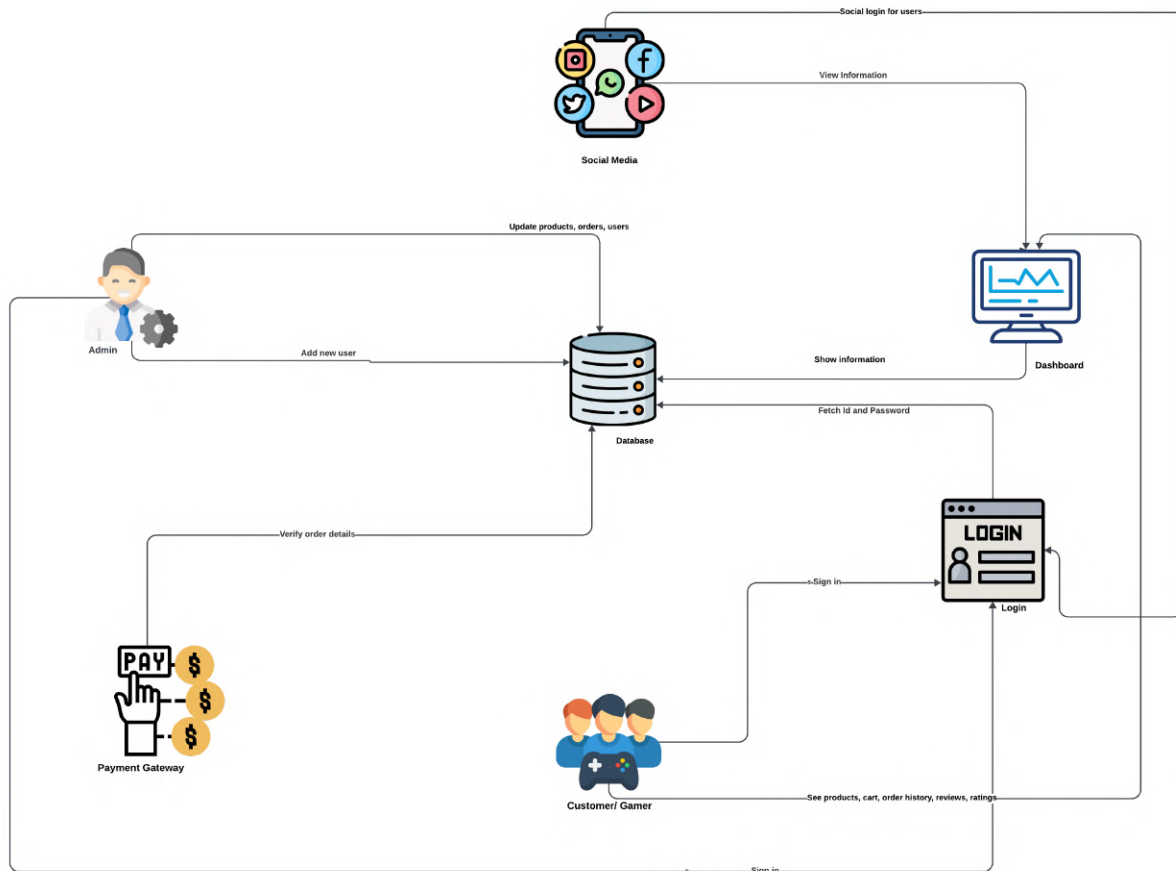 Social login for users
View Information
Social Media
Update products, orders, users
Admin
Add new user
Show information
Dashboard
Fetch Id and Password
Database
Verify order details
LOGIN
Sign in
Login
PAY
$
$
$
Payment Gateway
Customer/ Gamer
See products, cart, order history, reviews, ratings
Sign in